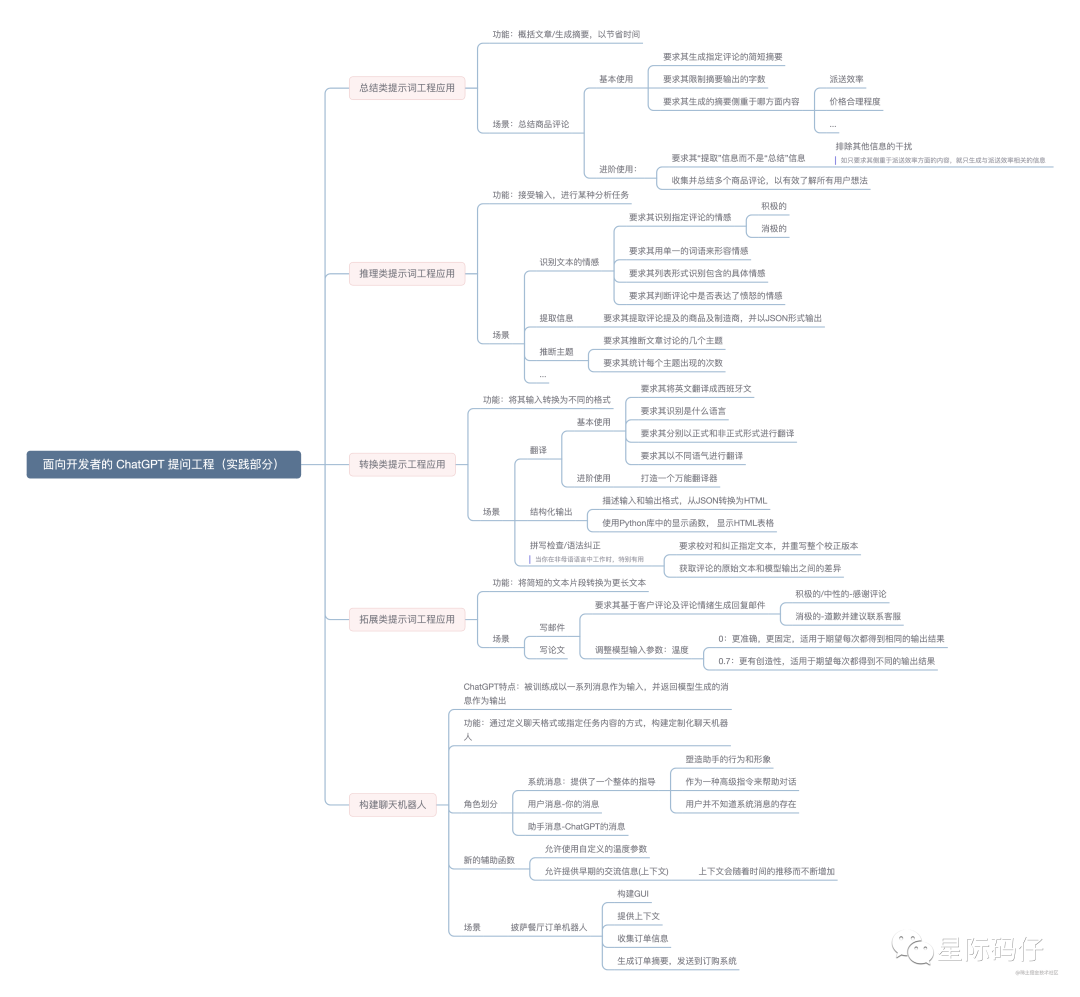 面向开发者的 ChatGPT 提问工程（实践部分）
总结类提示词工程应用
功能：概括文章/生成摘要，以节省时间
场景：总结商品评论
基本使用
要求其生成指定评论的简短摘要
要求其限制摘要输出的字数
要求其生成的摘要侧重于哪方面内容
派送效率
价格合理程度
...
进阶使用：
要求其“提取”信息而不是“总结”信息
排除其他信息的干扰
如只要求其侧重于派送效率方面的内容，就只生成与派送效率相关的信息
收集并总结多个商品评论，以有效了解所有用户想法
推理类提示词工程应用
功能：接受输入，进行某种分析任务
场景
识别文本的情感
要求其识别指定评论的情感
积极的
消极的
要求其用单一的词语来形容情感
要求其列表形式识别包含的具体情感
要求其判断评论中是否表达了愤怒的情感
提取信息
要求其提取评论提及的商品及制造商，并以JSON形式输出
推断主题
要求其推断文章讨论的几个主题
要求其统计每个主题出现的次数
...
转换类提示工程应用
功能：将其输入转换为不同的格式
场景
翻译
基本使用
要求其将英文翻译成西班牙文
要求其识别是什么语言
要求其分别以正式和非正式形式进行翻译
要求其以不同语气进行翻译
进阶使用
打造一个万能翻译器
结构化输出
描述输入和输出格式，从JSON转换为HTML
使用Python库中的显示函数， 显示HTML表格
拼写检查/语法纠正
当你在非母语语言中工作时，特别有用
要求校对和纠正指定文本，并重写整个校正版本
获取评论的原始文本和模型输出之间的差异
拓展类提示词工程应用
功能：将简短的文本片段转换为更长文本
场景
写邮件
要求其基于客户评论及评论情绪生成回复邮件
积极的/中性的-感谢评论
消极的-道歉并建议联系客服
调整模型输入参数：温度
0：更准确，更固定，适用于期望每次都得到相同的输出结果
0.7：更有创造性，适用于期望每次都得到不同的输出结果
写论文
构建聊天机器人
ChatGPT特点：被训练成以一系列消息作为输入，并返回模型生成的消
息作为输出
功能：通过定义聊天格式或指定任务内容的方式，构建定制化聊天机器
人
角色划分
系统消息：提供了一个整体的指导
塑造助手的行为和形象
作为一种高级指令来帮助对话
用户并不知道系统消息的存在
用户消息-你的消息
助手消息-ChatGPT的消息
新的辅助函数
允许使用自定义的温度参数
允许提供早期的交流信息(上下文)
上下文会随着时间的推移而不断增加
场景
披萨餐厅订单机器人
构建GUI
提供上下文
收集订单信息
生成订单摘要，发送到订购系统
星际码仔
@稀土掘金技术社区